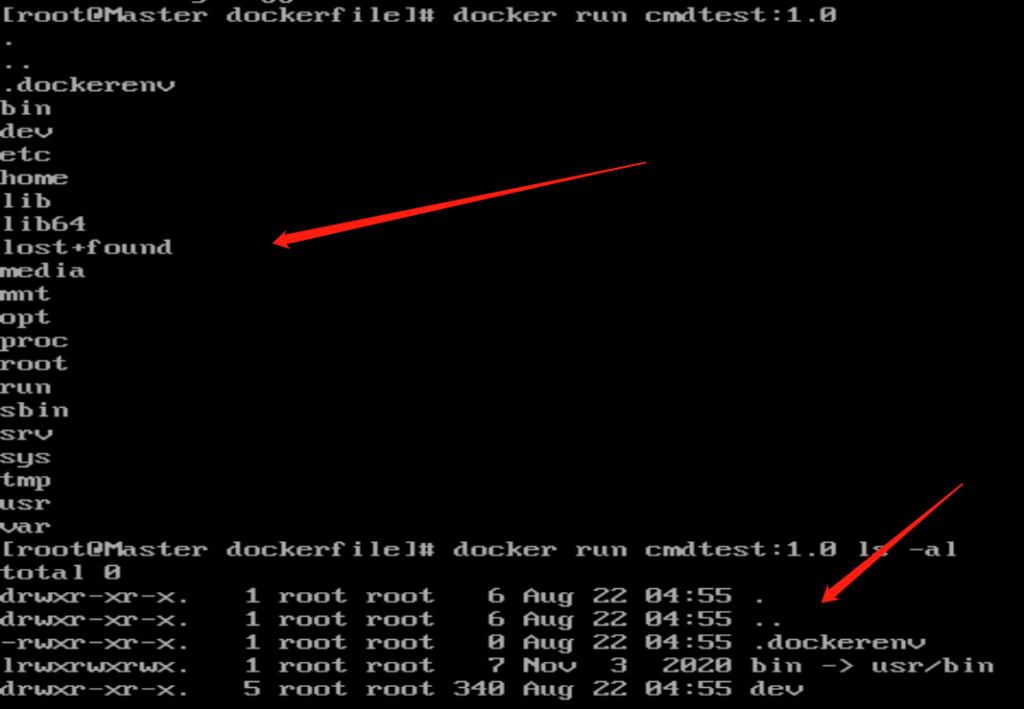 [root@Master dockerfile]# docker run cmdtest:1.0
.
..
.dockerenv
bin
dev
etc
home
lib
lib64
lost+found
media
mnt
opt
proc
root
run
sbin
srv
sys
tmp
usr
var
[root@Master dockerfile]# docker run cmdtest:1.0 ls -al
total 0
drwxr-xr-x.   1 root root   6 Aug 22 04:55 .
drwxr-xr-x.   1 root root   6 Aug 22 04:55 ..
-rwxr-xr-x.   1 root root   0 Aug 22 04:55 .dockerenv
lrwxrwxrwx.   1 root root   7 Nov  3  2020 bin -> usr/bin
drwxr-xr-x.   5 root root 340 Aug 22 04:55 dev